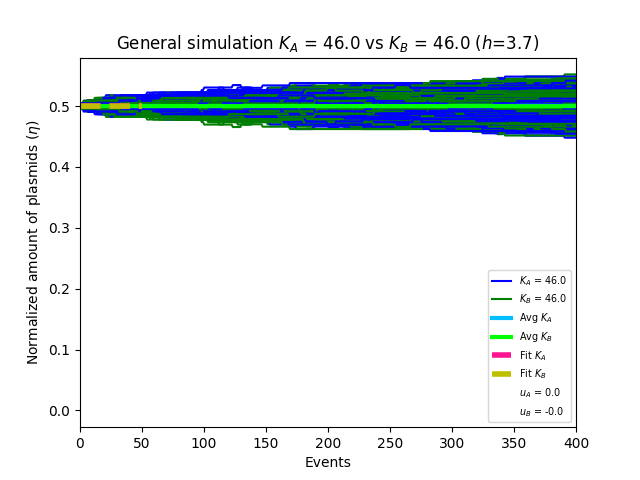 General simulation K_A = 46.0 vs K_B = 46.0 (h=3.7)
Normalized amount of plasmids (η)
0.5
0.4
0.3
0.2
0.1
0.0
K_A = 46.0
K_B = 46.0
Avg K_A
Avg K_B
Fit K_A
Fit K_B
u_A = 0.0
u_B = -0.0
0 50 100 150 200 250 300 350 400
Events